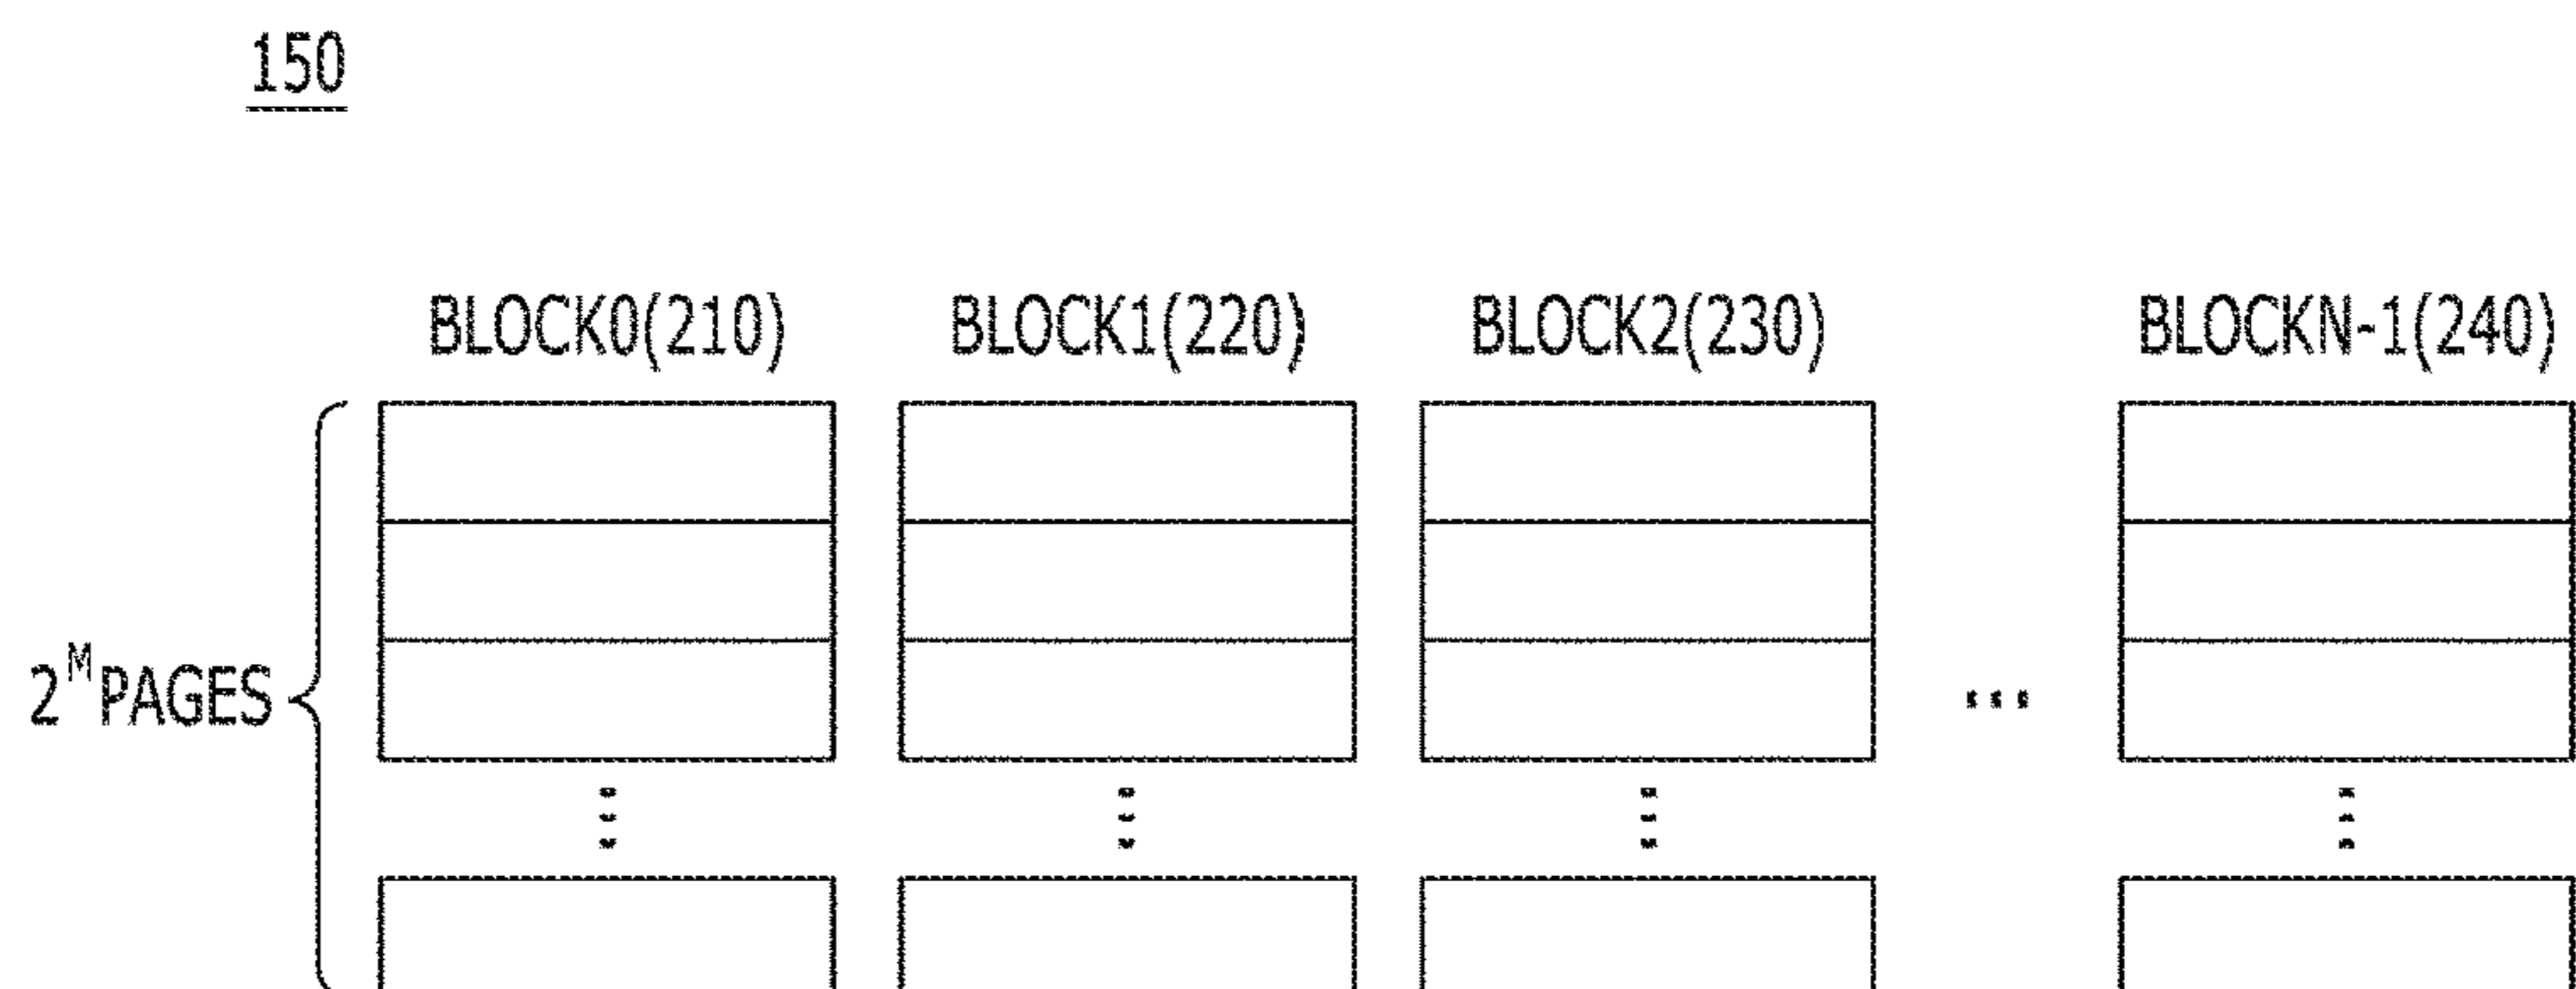 150
BLOCK0(210) BLOCK1(220) BLOCK2(230) BLOCKN-1(240)
2^M PAGES
...